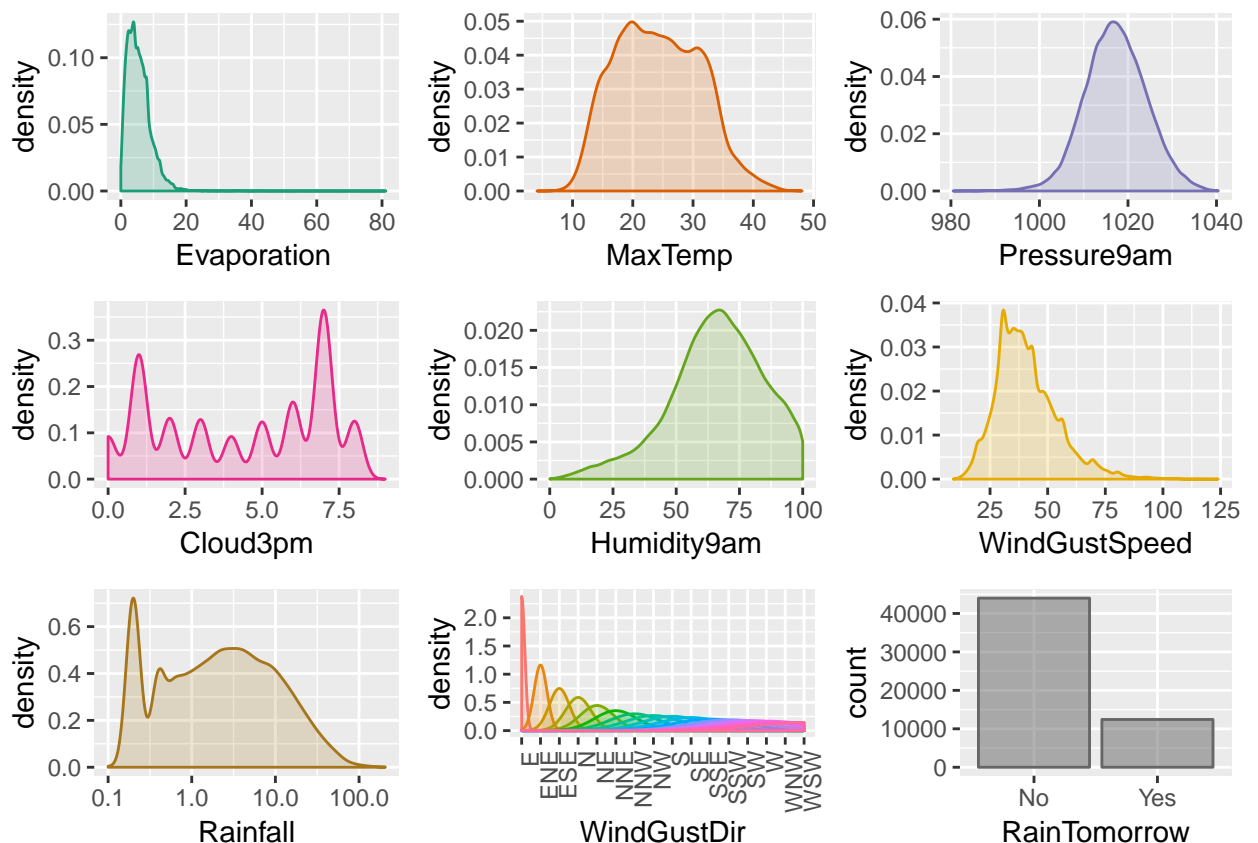 density
0.10
0.05
0.00
0 20 40 60 80
Evaporation
density
0.05
0.04
0.03
0.02
0.01
0.00
10 20 30 40 50
MaxTemp
density
0.06
0.04
0.02
0.00
980 1000 1020 1040
Pressure9am
density
0.3
0.2
0.1
0.0
0.0 2.5 5.0 7.5
Cloud3pm
density
0.020
0.015
0.010
0.005
0.000
0 25 50 75 100
Humidity9am
density
0.04
0.03
0.02
0.01
0.00
25 50 75 100 125
WindGustSpeed
density
0.6
0.4
0.2
0.0
0.1 1.0 10.0 100.0
Rainfall
density
2.0
1.5
1.0
0.5
0.0
E ENE ESE N NE NNE NNW NW S SE SSE SSW SW W WNW WSW
WindGustDir
count
40000
30000
20000
10000
0
No Yes
RainTomorrow